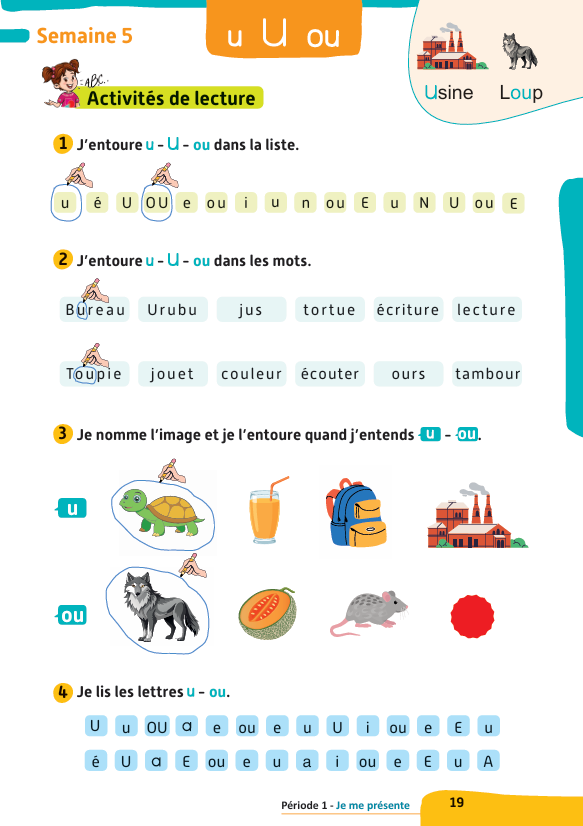 Semaine 5
u U ou
Usine Loup
ABC..
Activités de lecture
1 J'entoure u - U - ou dans la liste.
u é U OU e ou i u n ou E u N U ou E
2 J'entoure u - U - ou dans les mots.
Bureau Urubu jus tortue écriture lecture
Toupie jouet couleur écouter ours tambour
3 Je nomme l'image et je l'entoure quand j'entends u - ou.
u
ou
4 Je lis les lettres u - ou.
U u OU a e ou e u U i ou e E u
é U a E ou e u a i ou e E u A
Période 1 - Je me présente 19